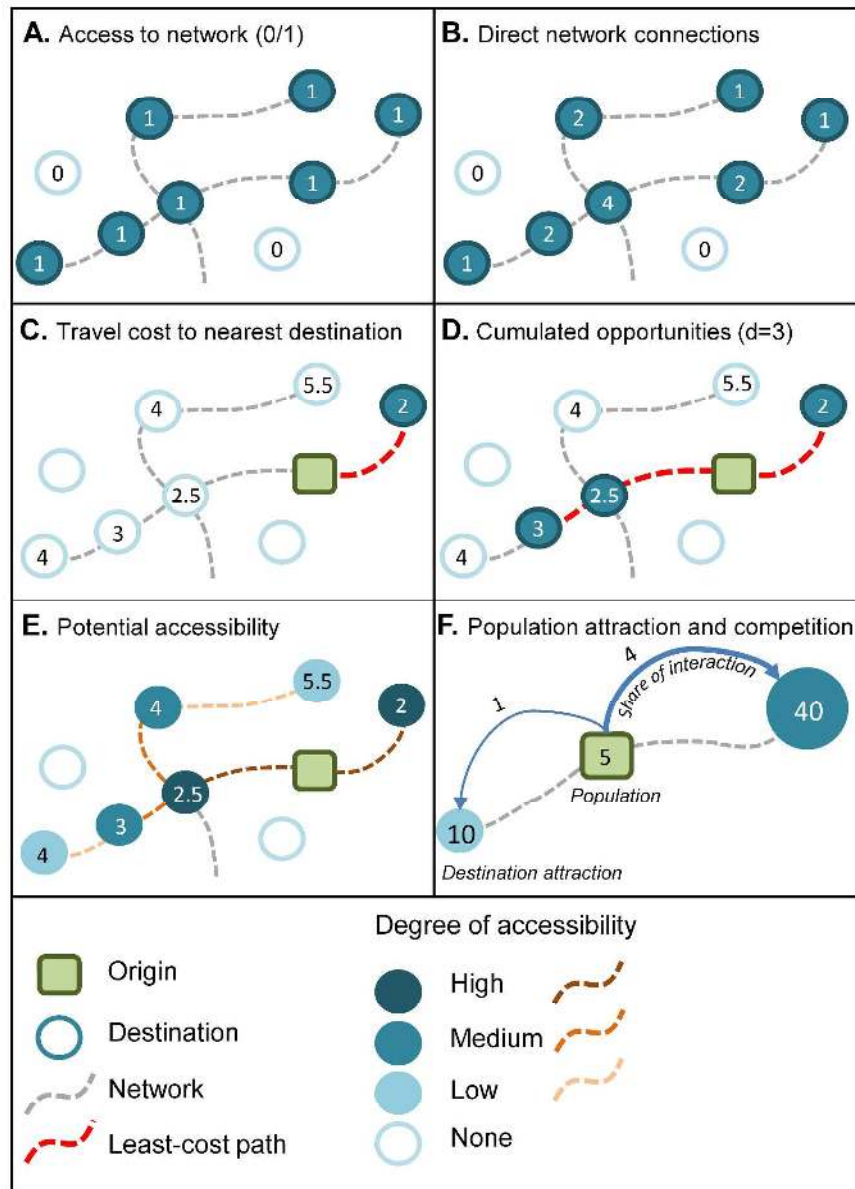 A. Access to network (0/1)
1
1
1
1
0
1
1
0
1
B. Direct network connections
1
2
1
2
0
4
2
0
1
C. Travel cost to nearest destination
5.5
4
2
2.5
3
4
D. Cumulated opportunities (d=3)
5.5
4
2
2.5
3
4
E. Potential accessibility
5.5
4
2
2.5
3
4
F. Population attraction and competition
4
Share of interaction
1
40
5
Population
10
Destination attraction
Degree of accessibility
Origin
High
Destination
Medium
Network
Low
Least-cost path
None